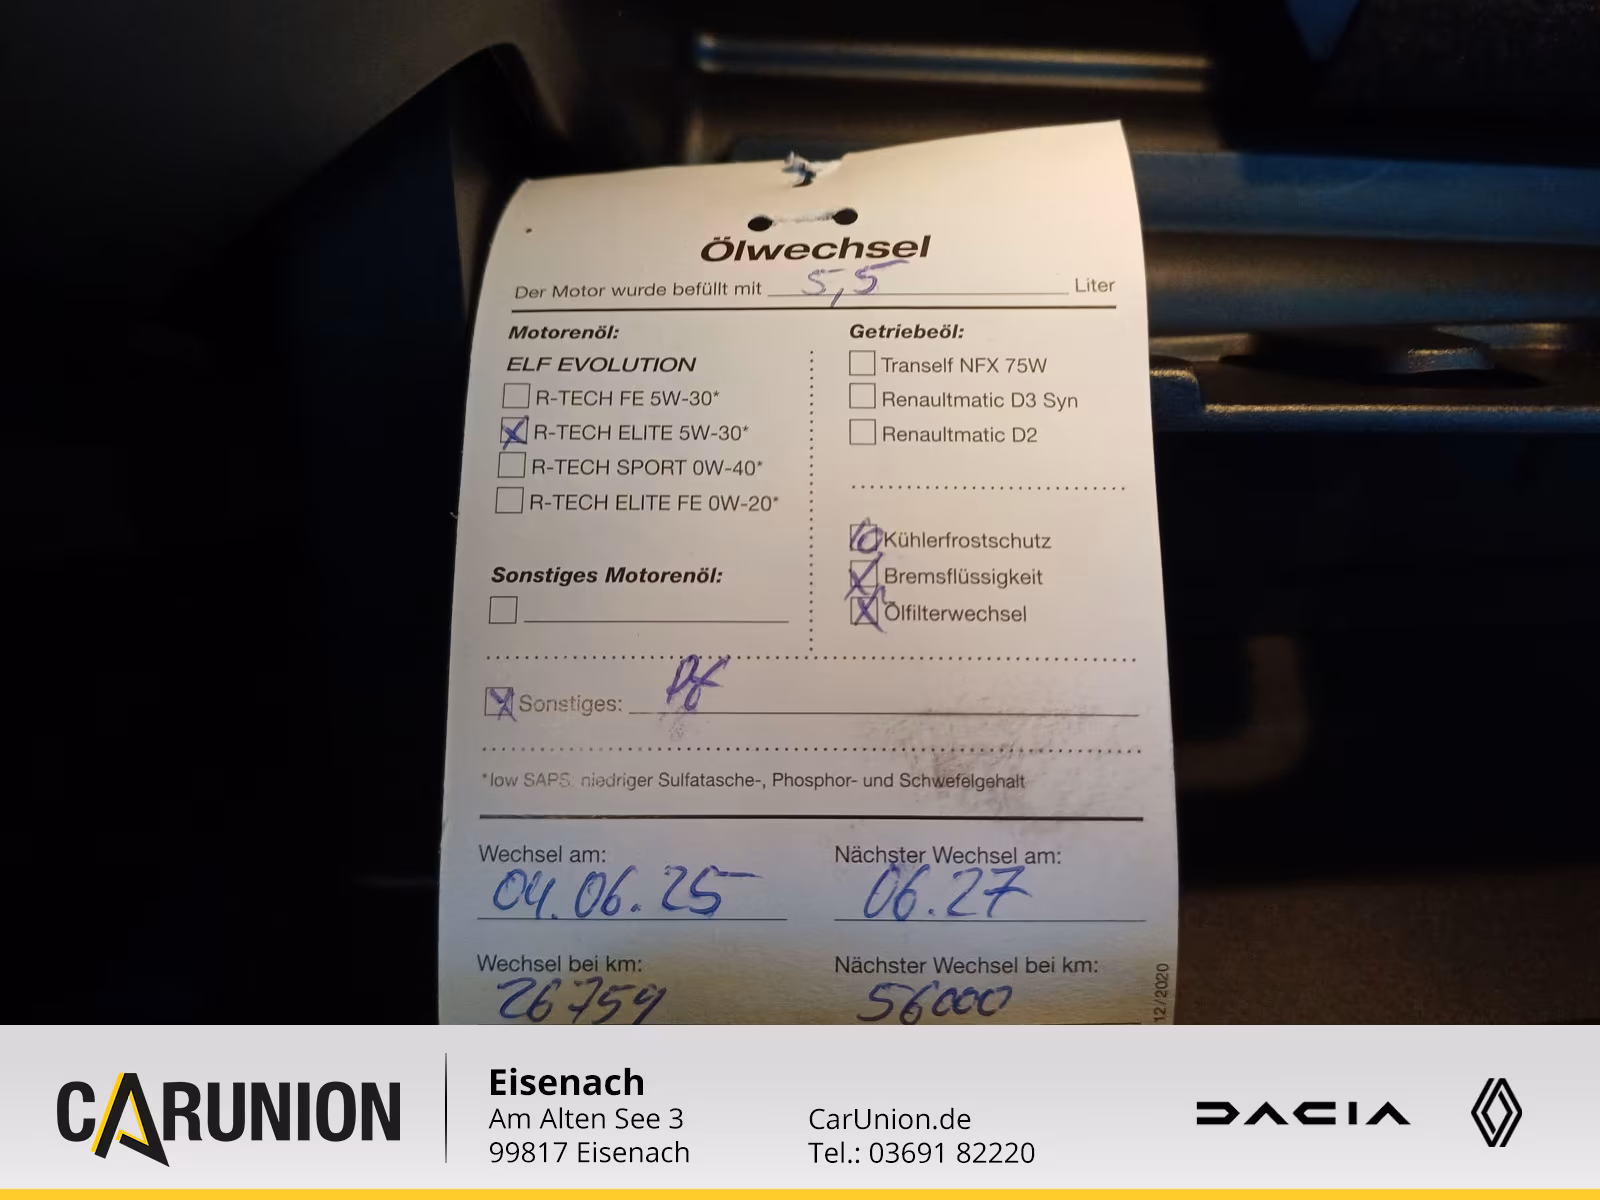 Ölwechsel
Der Motor wurde befüllt mit 5,5 Liter
Motorenöl:
ELF EVOLUTION
R-TECH FE 5W-30*
R-TECH ELITE 5W-30*
R-TECH SPORT 0W-40*
R-TECH ELITE FE 0W-20*
Sonstiges Motorenöl:
Getriebeöl:
Tranself NFX 75W
Renaultmatic D3 Syn
Renaultmatic D2
Kühlerfrostschutz
Bremsflüssigkeit
Ölfilterwechsel
Sonstiges:
*low SAPS: niedriger Sulfatasche-, Phosphor- und Schwefelgehalt
Wechsel am: Nächster Wechsel am:
04.06.25 06.27
Wechsel bei km: Nächster Wechsel bei km:
26759 56000
12/2020
CARUNION
Eisenach
Am Alten See 3
99817 Eisenach
CarUnion.de
Tel.: 03691 82220
DACIA